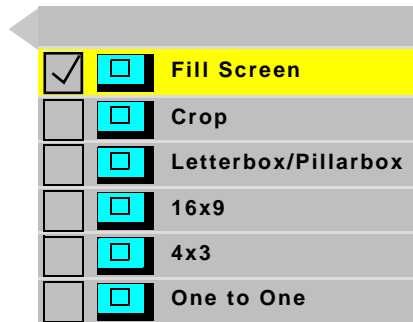 Fill Screen
Crop
Letterbox/Pillarbox
16x9
4x3
One to One